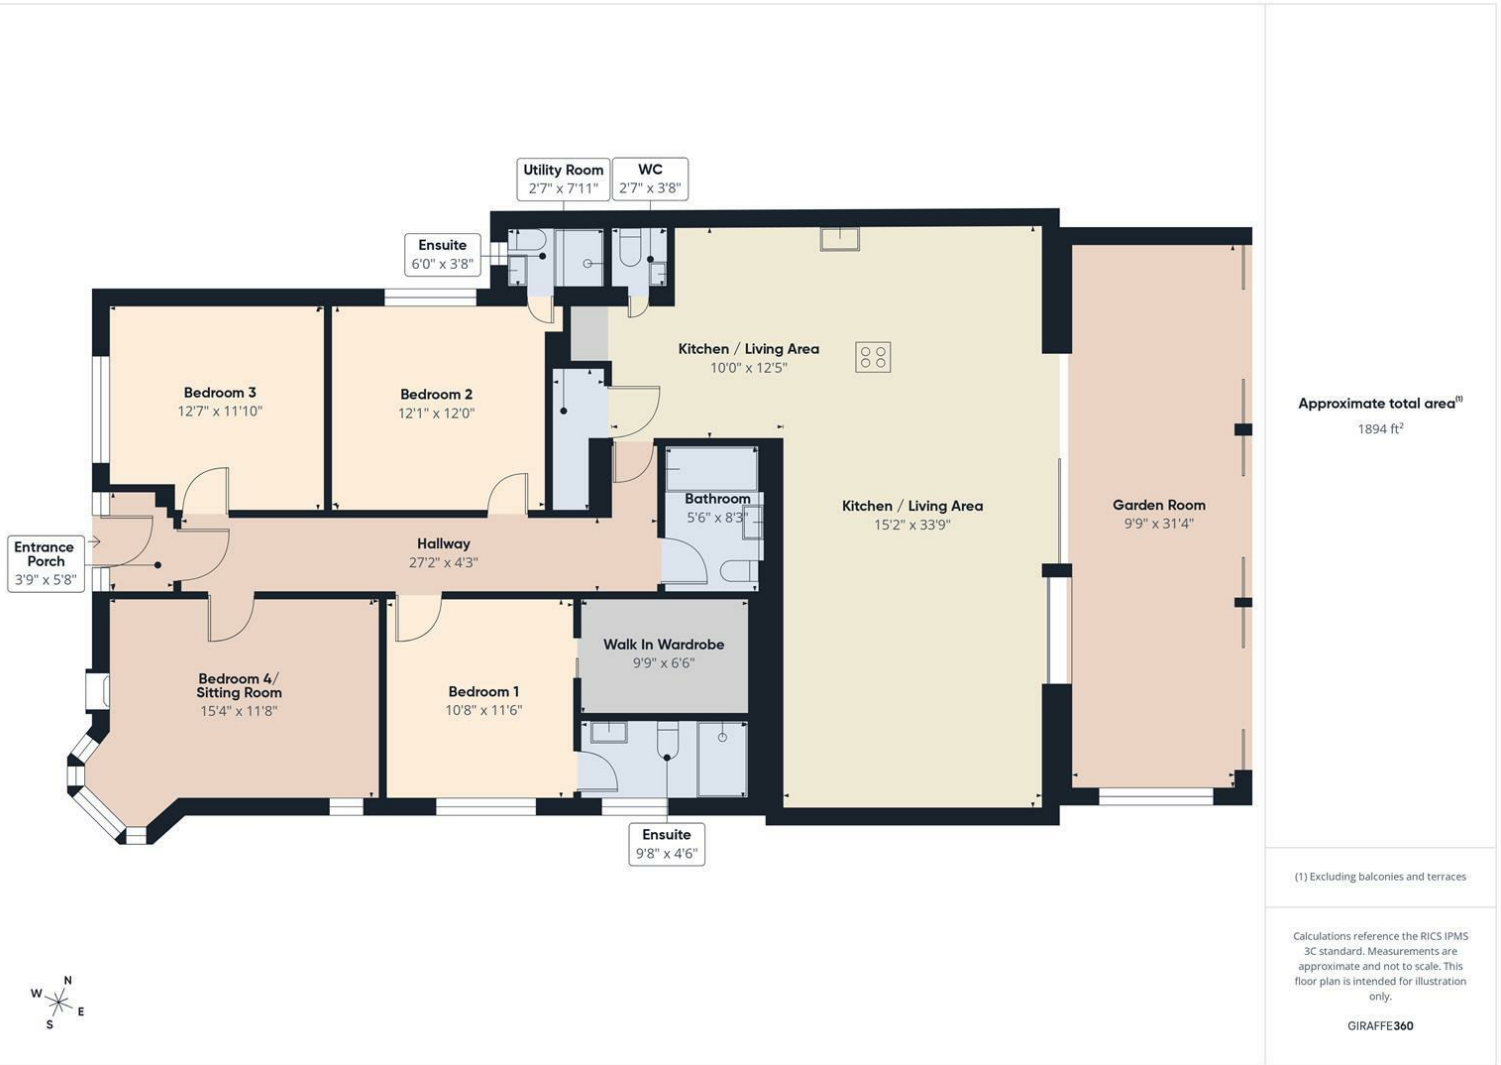 Utility Room
2'7" x 7'11"
WC
2'7" x 3'8"
Ensuite
6'0" x 3'8"
Kitchen / Living Area
10'0" x 12'5"
Bedroom 3
12'7" x 11'10"
Bedroom 2
12'1" x 12'0"
Bathroom
5'6" x 8'3"
Kitchen / Living Area
15'2" x 33'9"
Garden Room
9'9" x 31'4"
Entrance
Porch
3'9" x 5'8"
Hallway
27'2" x 4'3"
Bedroom 4/
Sitting Room
15'4" x 11'8"
Bedroom 1
10'8" x 11'6"
Walk In Wardrobe
9'9" x 6'6"
Ensuite
9'8" x 4'6"
N
W
E
S
Approximate total area(1)
1894 ft²
(1) Excluding balconies and terraces
Calculations reference the RICS IPMS
3C standard. Measurements are
approximate and not to scale. This
floor plan is intended for illustration
only.
GIRAFFE360